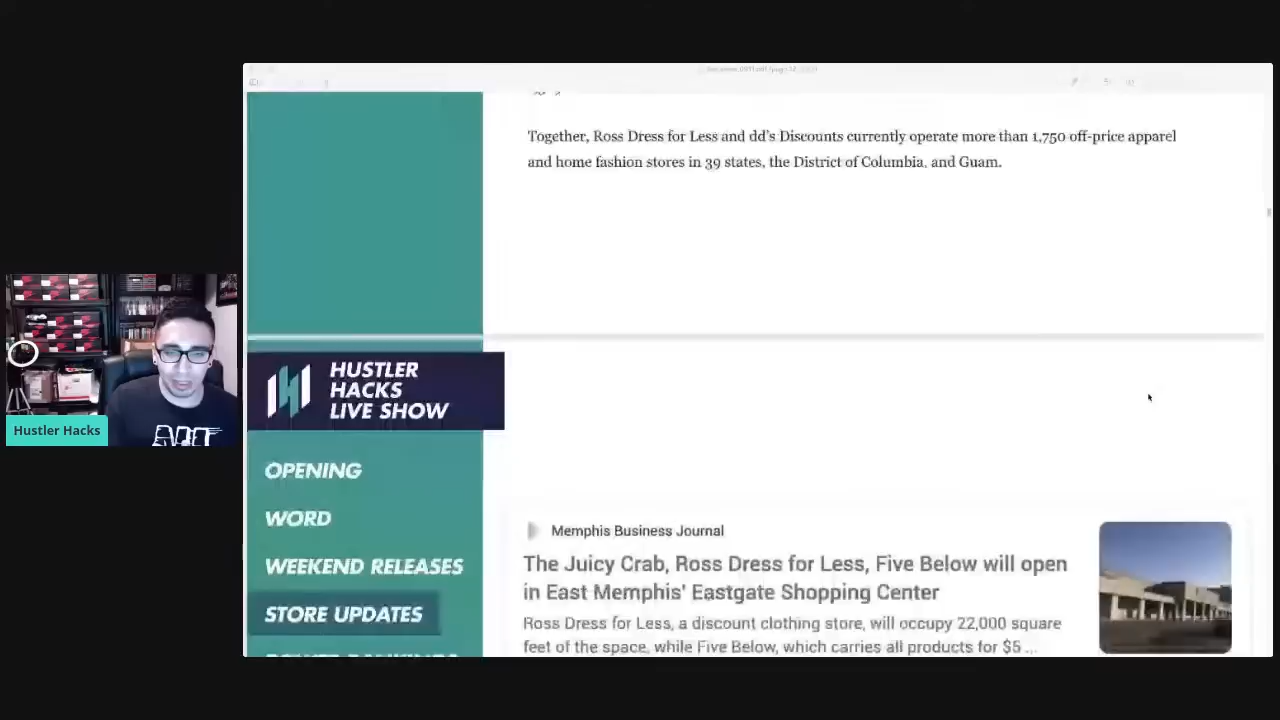 Together, Ross Dress for Less and dd's Discounts currently operate more than 1,750 off-price apparel
and home fashion stores in 39 states, the District of Columbia, and Guam.
HUSTLER
HACKS
LIVE SHOW
OPENING
WORD
WEEKEND RELEASES
STORE UPDATES
Hustler Hacks
Memphis Business Journal
The Juicy Crab, Ross Dress for Less, Five Below will open
in East Memphis' Eastgate Shopping Center
Ross Dress for Less, a discount clothing store, will occupy 22,000 square
feet of the space, while Five Below, which carries all products for $5 ...